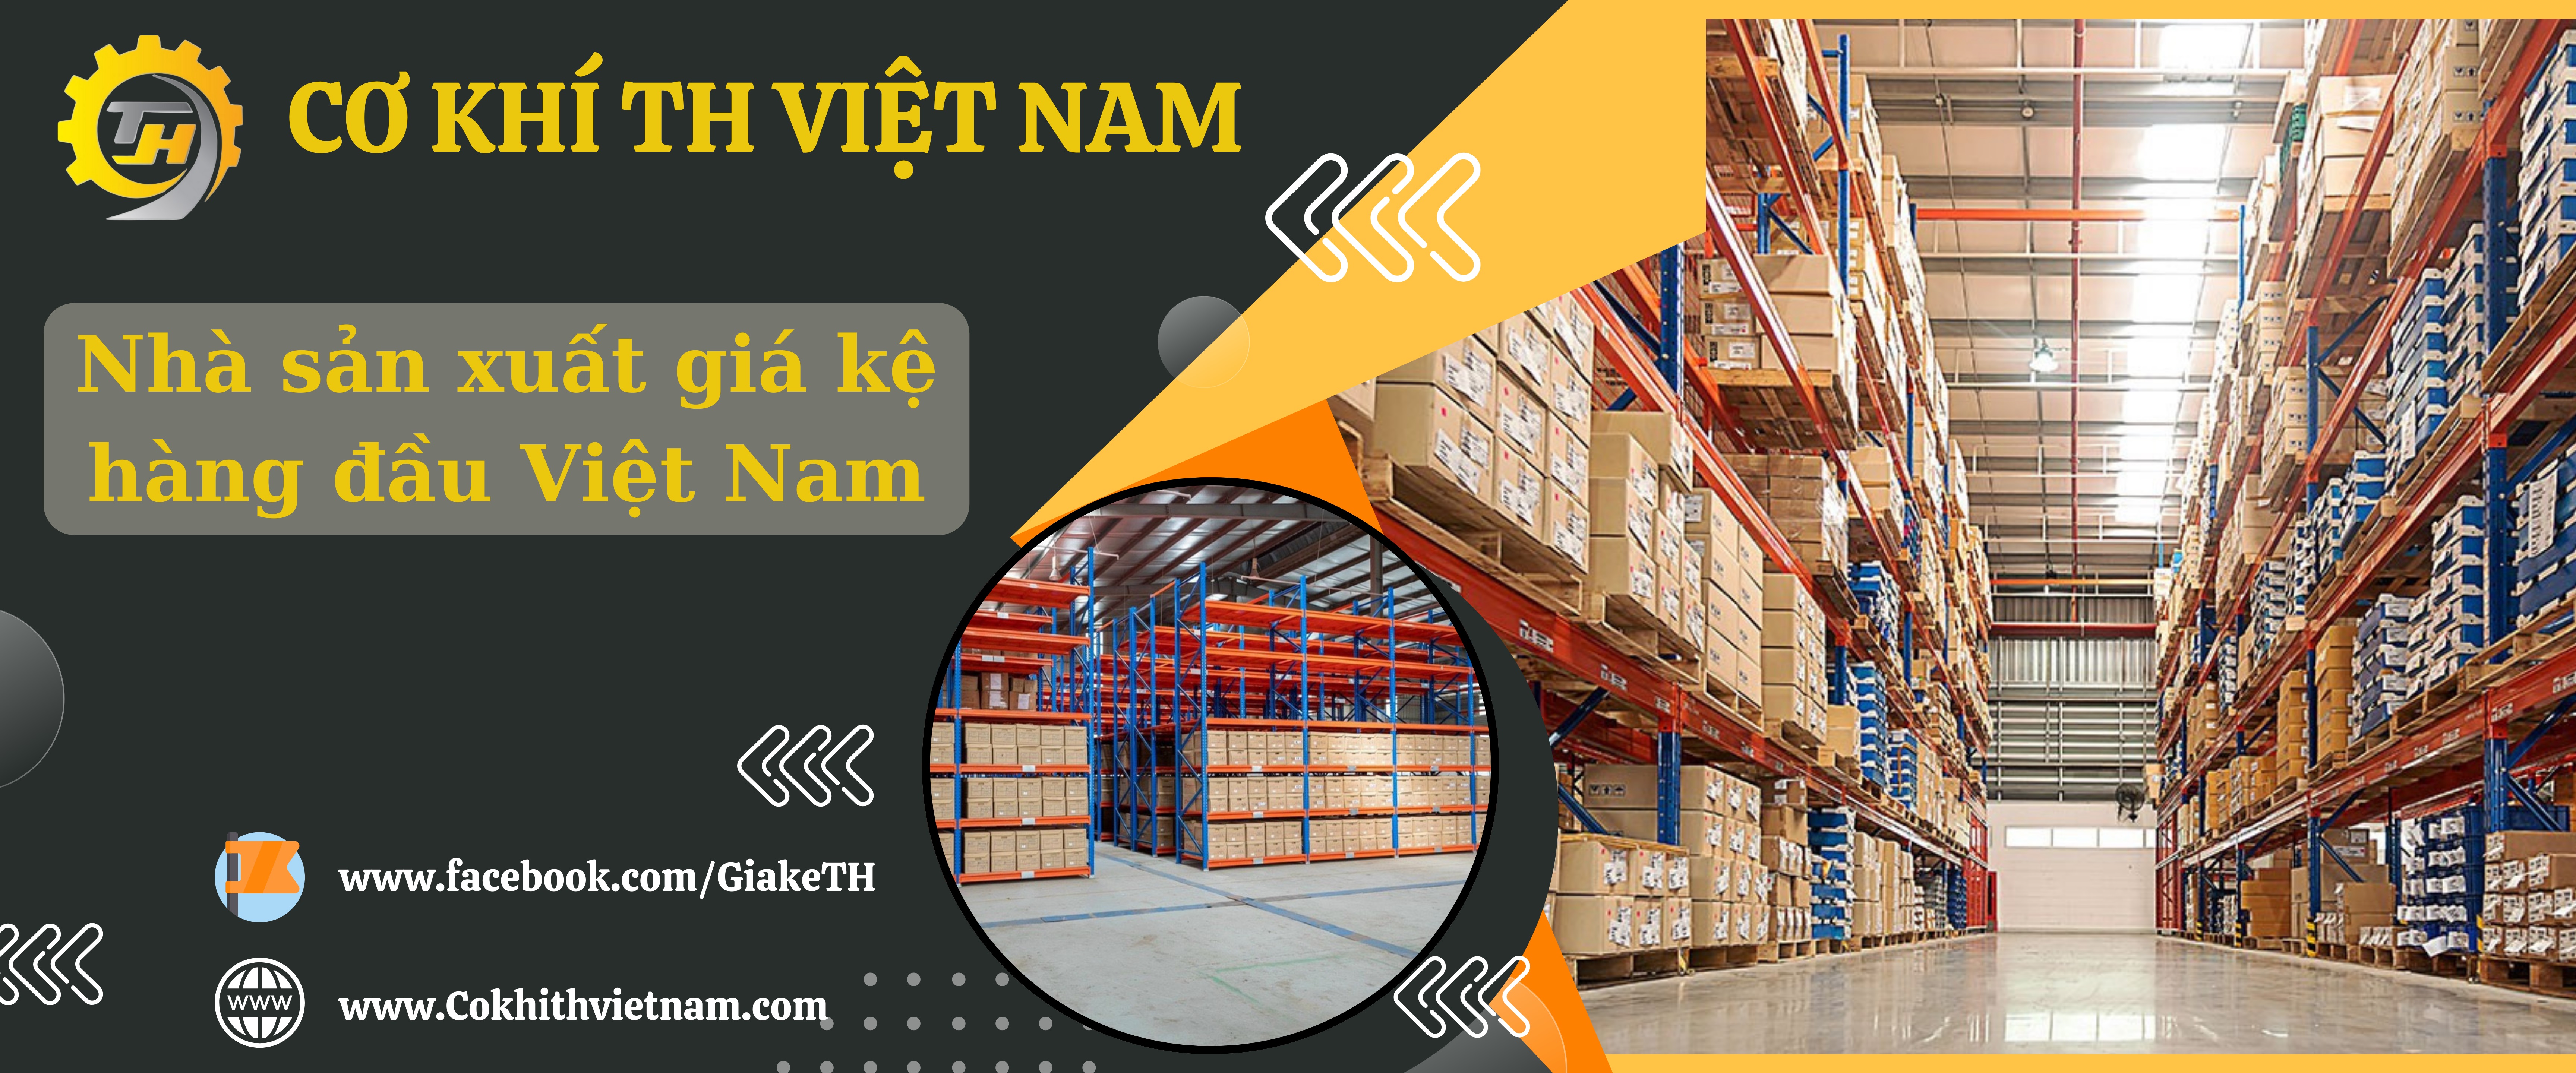 TH
CƠ KHÍ TH VIỆT NAM
Nhà sản xuất giá kệ
hàng đầu Việt Nam
www.facebook.com/GiakeTH
WWW
www.Cokhithvietnam.com